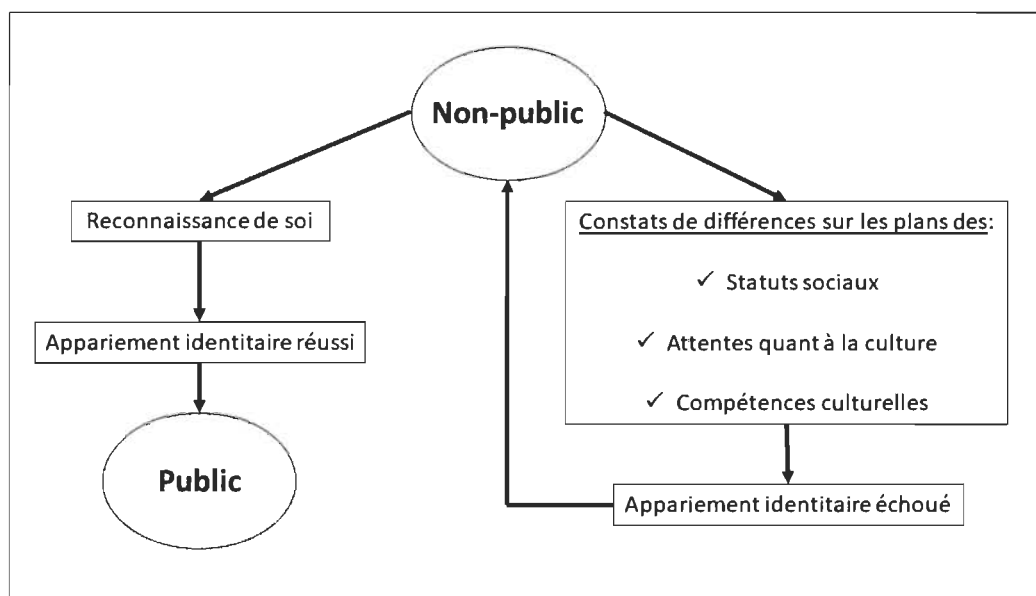 Non-public
Reconnaissance de soi
Appariement identitaire réussi
Public
Constats de différences sur les plans des:
✓ Statuts sociaux
✓ Attentes quant à la culture
✓ Compétences culturelles
Appariement identitaire échoué